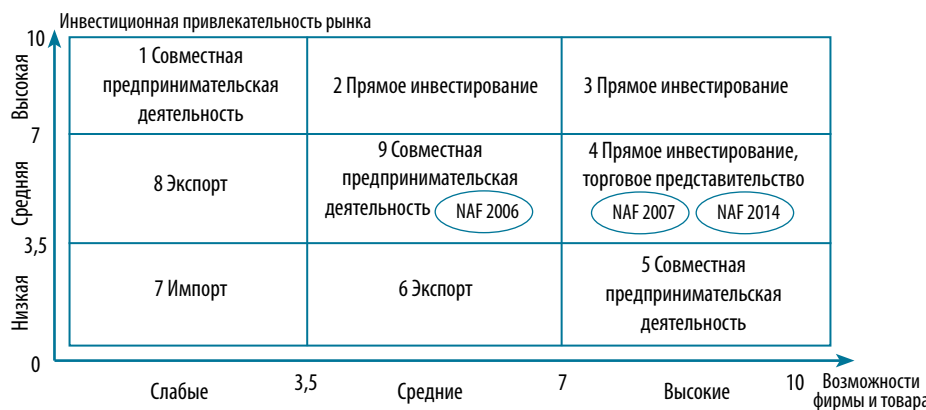 Инвестиционная привлекательность рынка
10
Высокая
1 Совместная
предпринимательская
деятельность
2 Прямое инвестирование
3 Прямое инвестирование
7
Средняя
8 Экспорт
9 Совместная
предпринимательская
деятельность NAF 2006
4 Прямое инвестирование,
торговое представительство
NAF 2007 NAF 2014
3,5
Низкая
7 Импорт
6 Экспорт
5 Совместная
предпринимательская
деятельность
0
Слабые 3,5 Средние 7 Высокие 10 Возможности
фирмы и товара